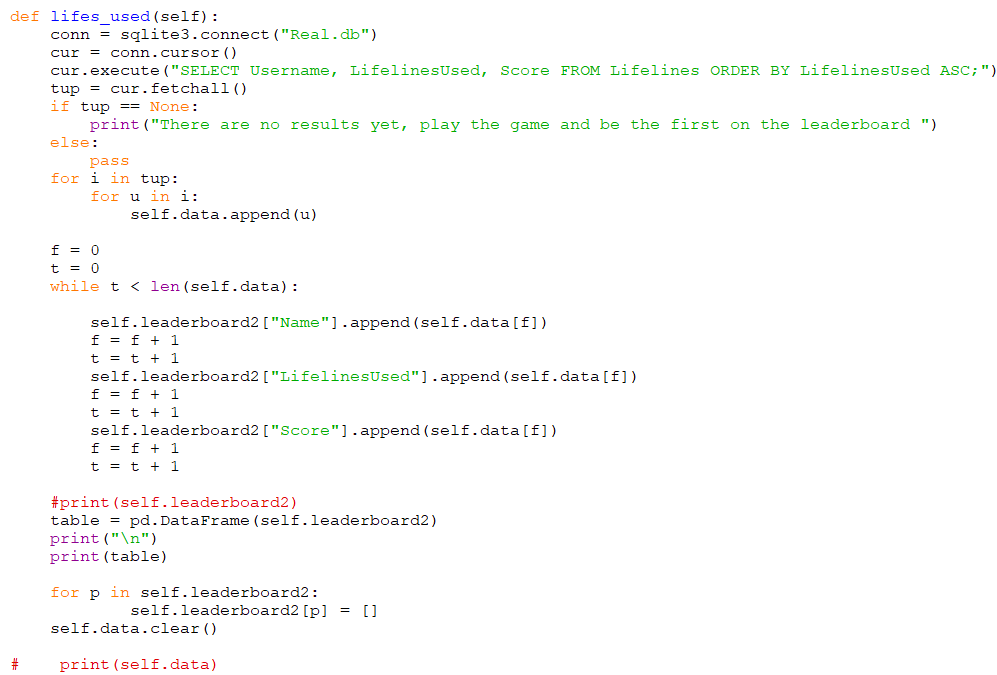 def lifes_used(self):
    conn = sqlite3.connect("Real.db")
    cur = conn.cursor()
    cur.execute("SELECT Username, LifelinesUsed, Score FROM Lifelines ORDER BY LifelinesUsed ASC;")
    tup = cur.fetchall()
    if tup == None:
        print("There are no results yet, play the game and be the first on the leaderboard ")
    else:
        pass
    for i in tup:
        for u in i:
            self.data.append(u)
    f = 0
    t = 0
    while t < len(self.data):
        self.leaderboard2["Name"].append(self.data[f])
        f = f + 1
        t = t + 1
        self.leaderboard2["LifelinesUsed"].append(self.data[f])
        f = f + 1
        t = t + 1
        self.leaderboard2["Score"].append(self.data[f])
        f = f + 1
        t = t + 1
    #print(self.leaderboard2)
    table = pd.DataFrame(self.leaderboard2)
    print("\n")
    print(table)
    for p in self.leaderboard2:
            self.leaderboard2[p] = []
    self.data.clear()
#    print(self.data)